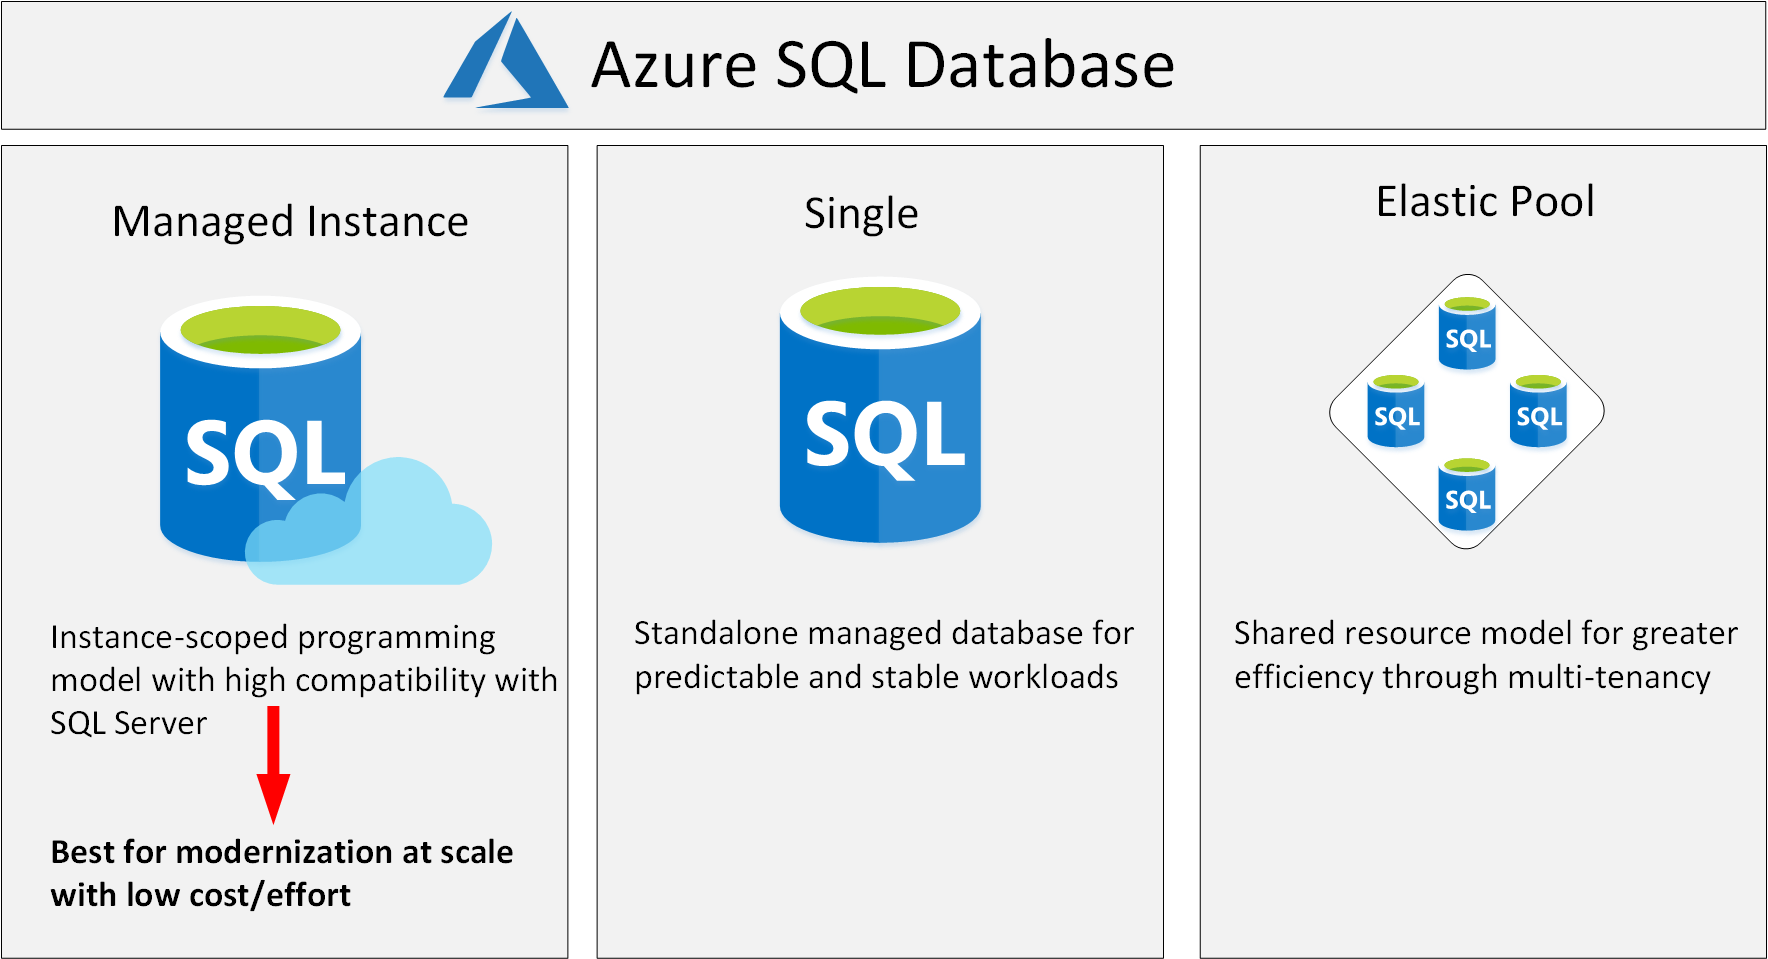 Azure SQL Database
Managed Instance
SQL
Instance-scoped programming
model with high compatibility with
SQL Server
Best for modernization at scale
with low cost/effort
Single
SQL
Standalone managed database for
predictable and stable workloads
Elastic Pool
SQL
SQL
SQL
SQL
Shared resource model for greater
efficiency through multi-tenancy